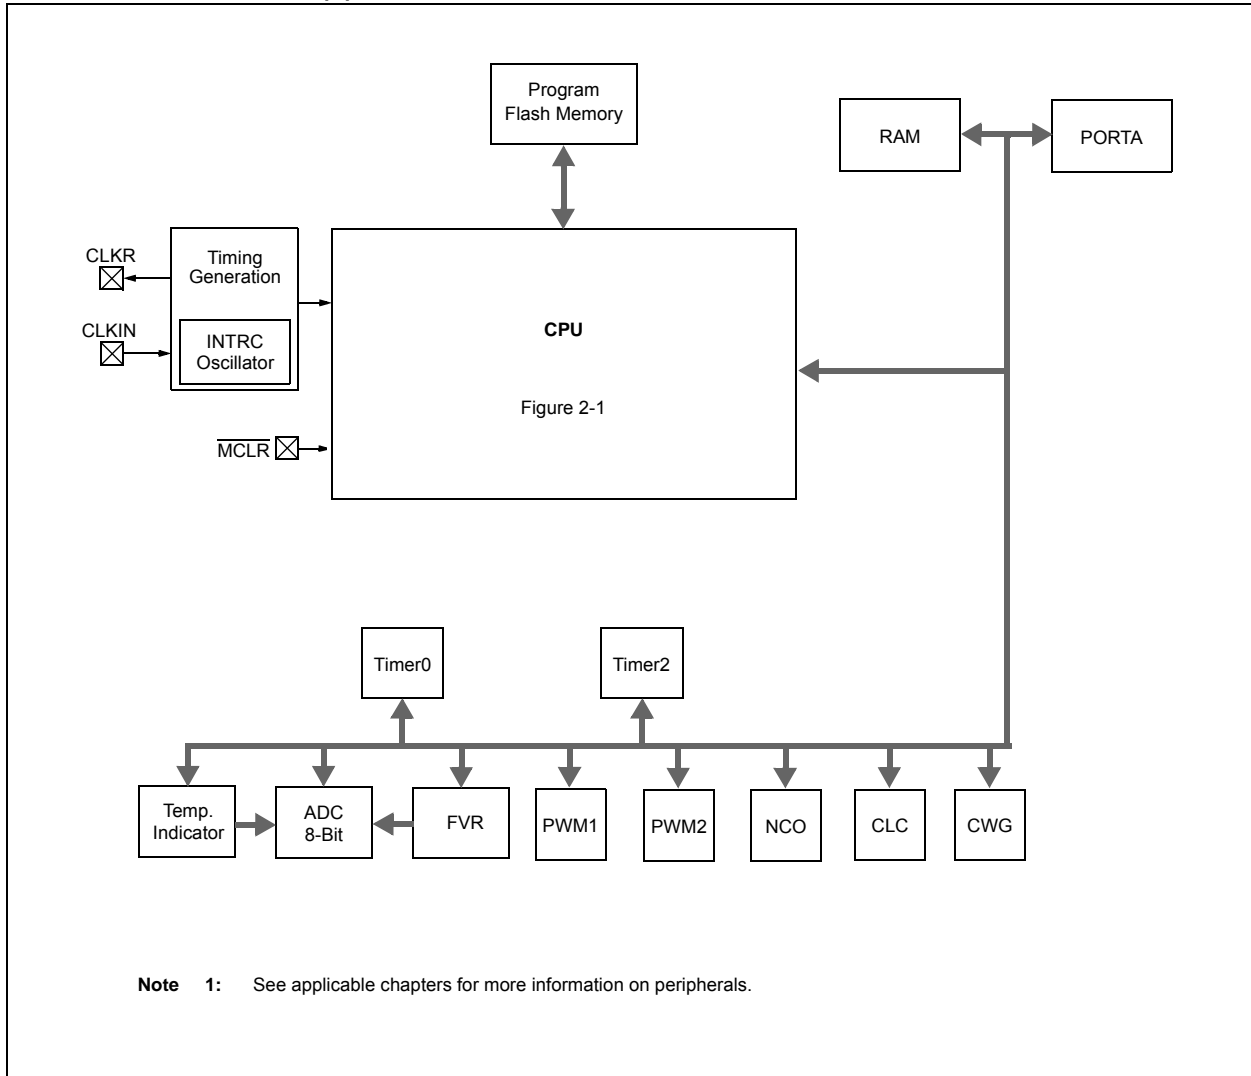 Program
Flash Memory
RAM
PORTA
CLKR
Timing
Generation
CLKIN
INTRC
Oscillator
CPU
Figure 2-1
MCLR
Timer0
Timer2
Temp.
Indicator
ADC
8-Bit
FVR
PWM1
PWM2
NCO
CLC
CWG
Note 1: See applicable chapters for more information on peripherals.